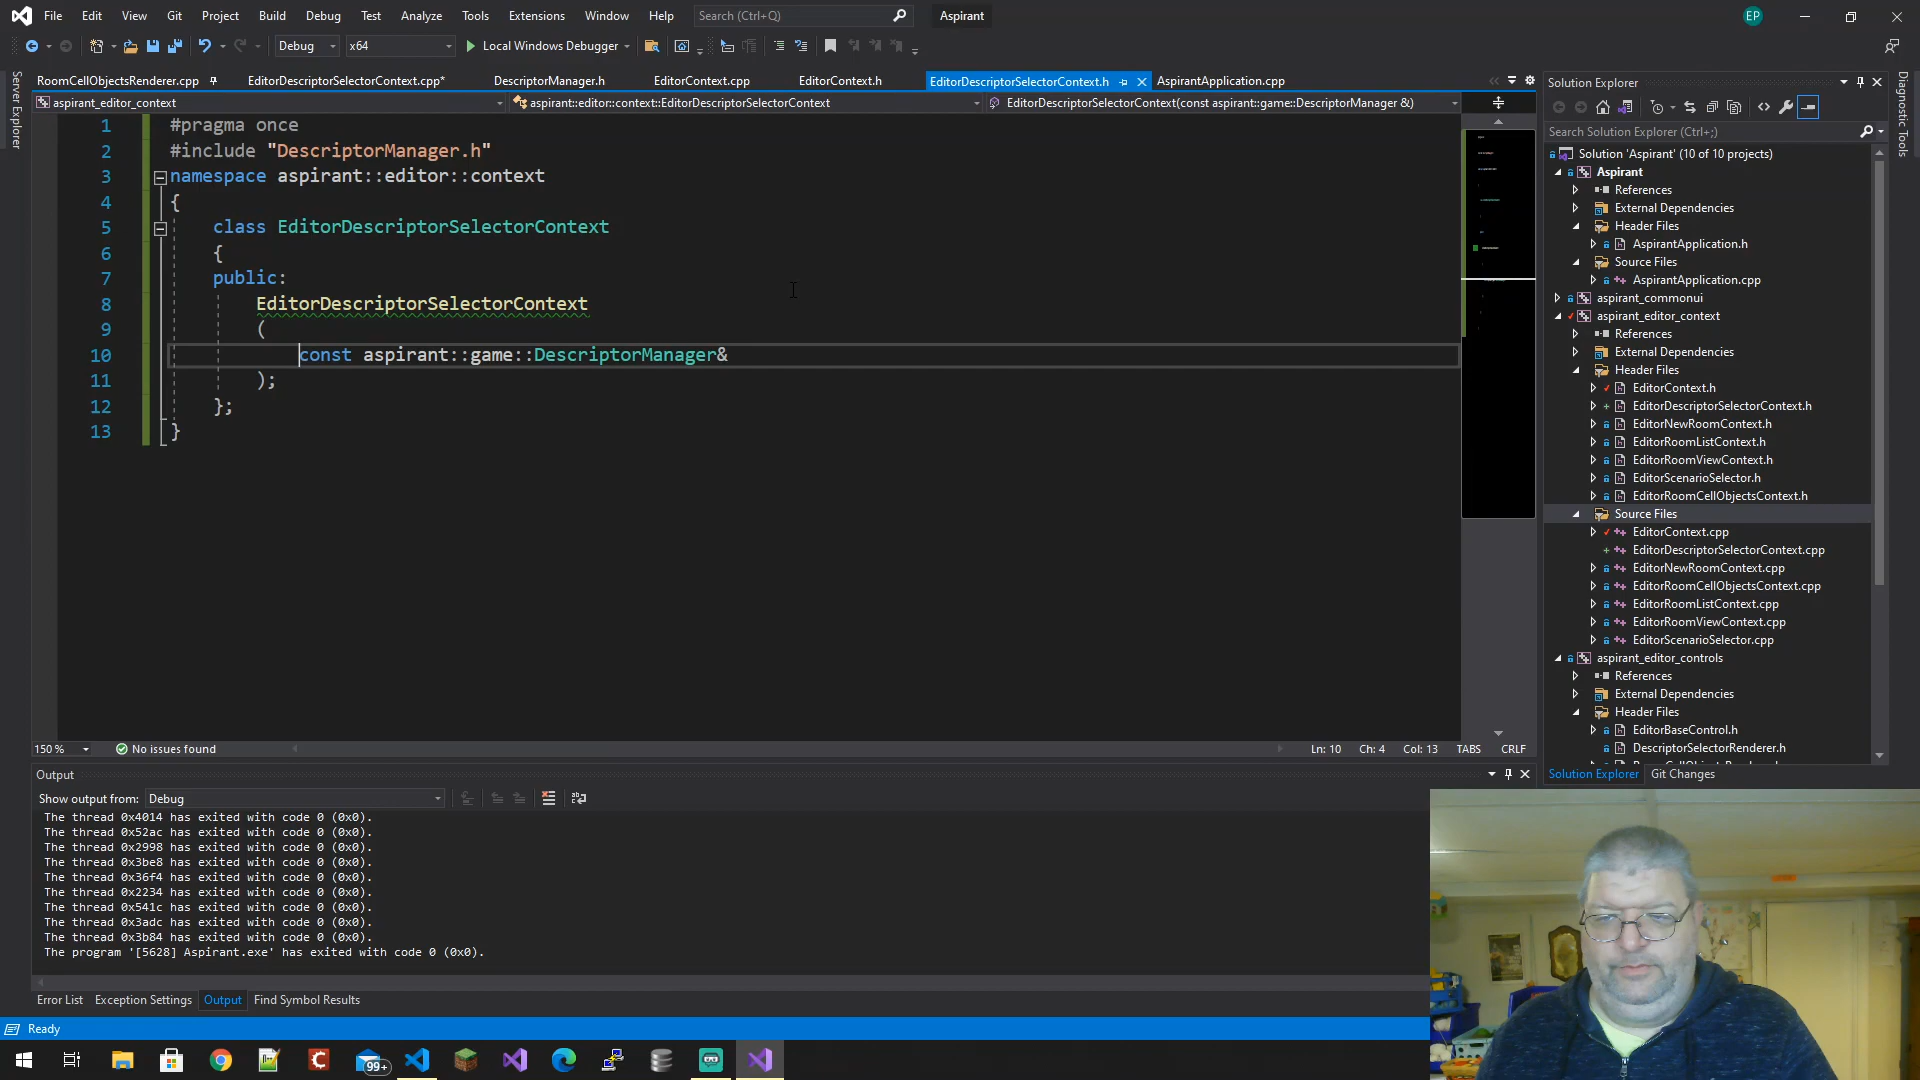 File Edit View Git Project Build Debug Test Analyze Tools Extensions Window Help Search (Ctrl+Q) Aspirant EP
Debug x64 Local Windows Debugger
RoomCellObjectsRenderer.cpp EditorDescriptorSelectorContext.cpp* DescriptorManager.h EditorContext.cpp EditorContext.h EditorDescriptorSelectorContext.h AspirantApplication.cpp
aspirant_editor_context aspirant::editor::context::EditorDescriptorSelectorContext EditorDescriptorSelectorContext(const aspirant::game::DescriptorManager &)
Server Explorer
1 #pragma once
2 #include "DescriptorManager.h"
3 namespace aspirant::editor::context
4 {
5 class EditorDescriptorSelectorContext
6 {
7 public:
8 EditorDescriptorSelectorContext
9 (
10 const aspirant::game::DescriptorManager&
11 );
12 };
13 }
150 % No issues found Ln: 10 Ch: 4 Col: 13 TABS CRLF
Output
Show output from: Debug
The thread 0x4014 has exited with code 0 (0x0).
The thread 0x52ac has exited with code 0 (0x0).
The thread 0x2998 has exited with code 0 (0x0).
The thread 0x3be8 has exited with code 0 (0x0).
The thread 0x36f4 has exited with code 0 (0x0).
The thread 0x2234 has exited with code 0 (0x0).
The thread 0x541c has exited with code 0 (0x0).
The thread 0x3adc has exited with code 0 (0x0).
The thread 0x3b84 has exited with code 0 (0x0).
The program '[5628] Aspirant.exe' has exited with code 0 (0x0).
Error List Exception Settings Output Find Symbol Results
Ready
99+
Solution Explorer
Search Solution Explorer (Ctrl+;)
Solution 'Aspirant' (10 of 10 projects)
Aspirant
References
External Dependencies
Header Files
AspirantApplication.h
Source Files
AspirantApplication.cpp
aspirant_commonui
aspirant_editor_context
References
External Dependencies
Header Files
EditorContext.h
EditorDescriptorSelectorContext.h
EditorNewRoomContext.h
EditorRoomListContext.h
EditorRoomViewContext.h
EditorScenarioSelector.h
EditorRoomCellObjectsContext.h
Source Files
EditorContext.cpp
EditorDescriptorSelectorContext.cpp
EditorNewRoomContext.cpp
EditorRoomCellObjectsContext.cpp
EditorRoomListContext.cpp
EditorRoomViewContext.cpp
EditorScenarioSelector.cpp
aspirant_editor_controls
References
External Dependencies
Header Files
EditorBaseControl.h
DescriptorSelectorRenderer.h
Solution Explorer Git Changes
Diagnostic Tools